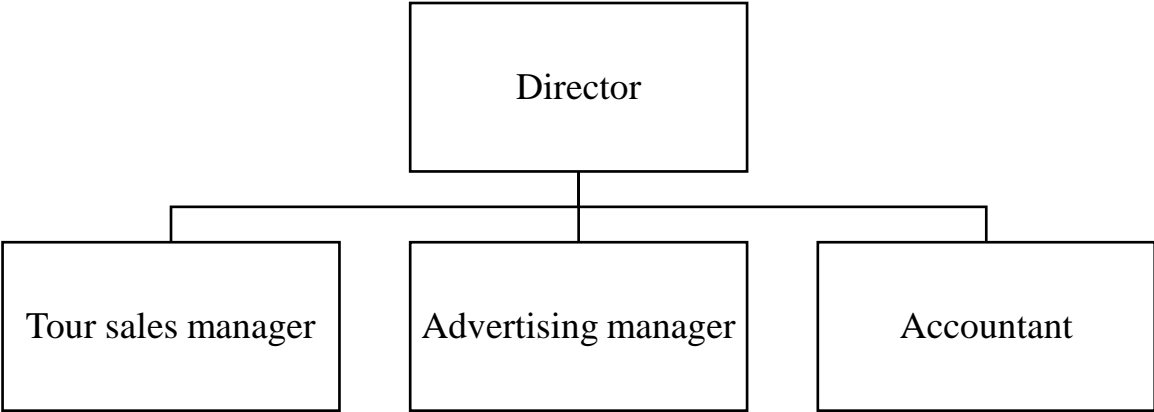 Director
Tour sales manager
Advertising manager
Accountant